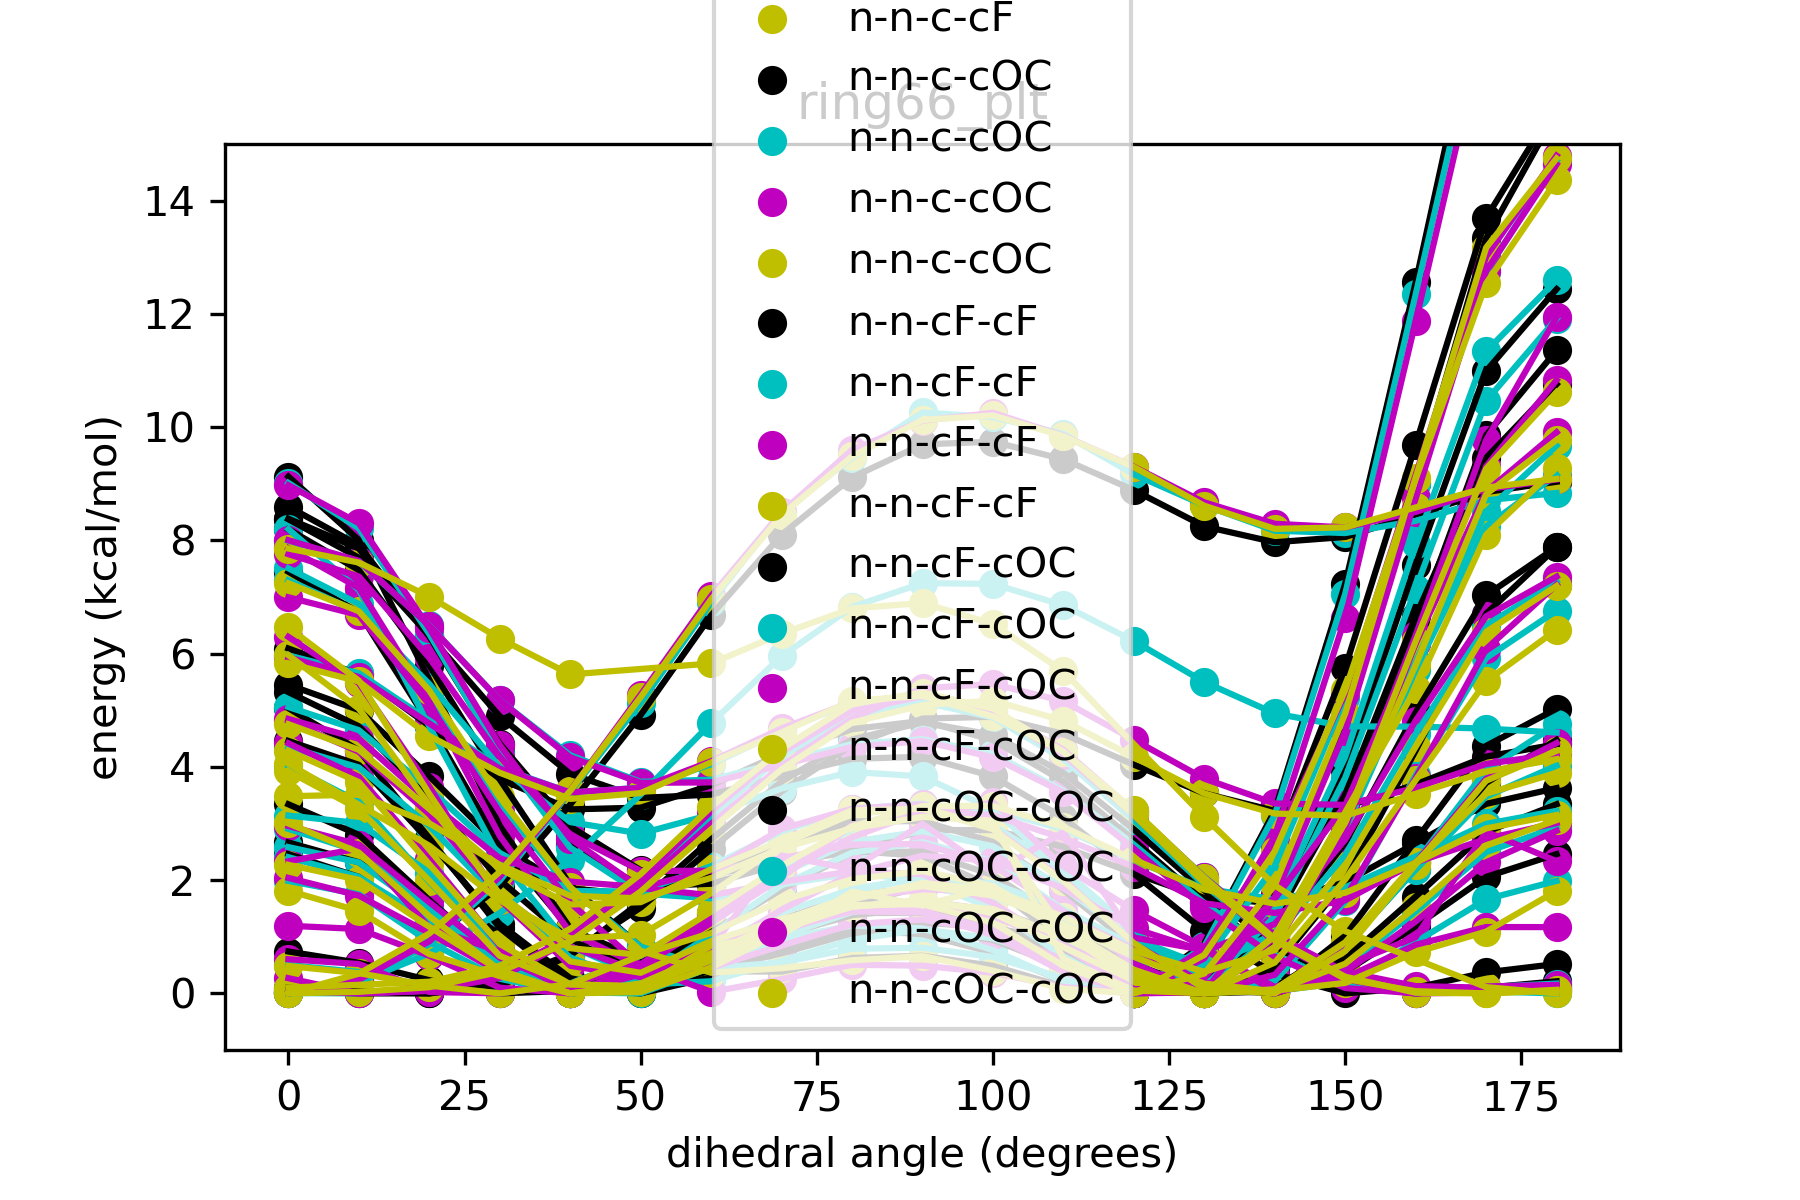 n-n-c-cF
n-n-c-cOC
ring66_plt
n-n-c-cOC
n-n-c-cOC
n-n-c-cOC
n-n-cF-cF
n-n-cF-cF
n-n-cF-cF
n-n-cF-cF
n-n-cF-cOC
n-n-cF-cOC
n-n-cF-cOC
n-n-cF-cOC
n-n-cOC-cOC
n-n-cOC-cOC
n-n-cOC-cOC
n-n-cOC-cOC
14
12
10
8
6
4
2
0
energy (kcal/mol)
0 25 50 75 100 125 150 175
dihedral angle (degrees)